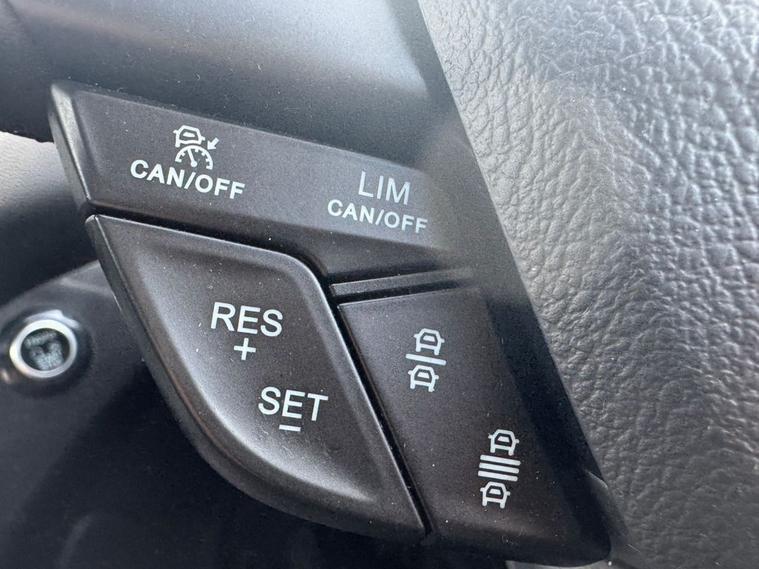 CAN/OFF
LIM
CAN/OFF
RES
+
SET
-